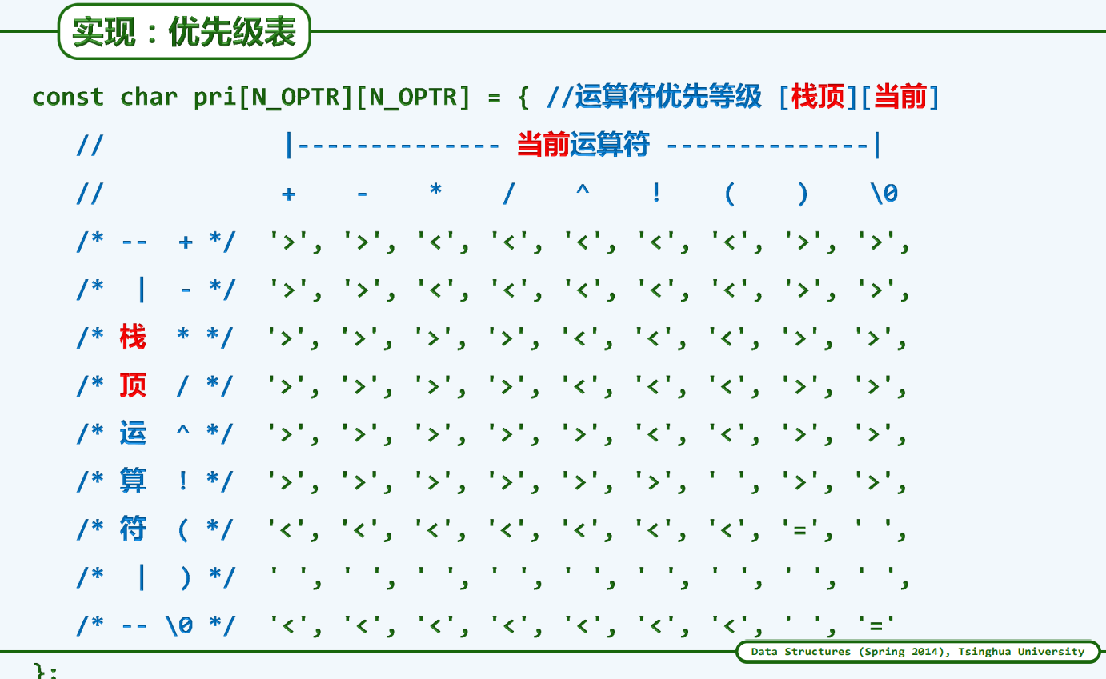 实现：优先级表
const char pri[N_OPTR][N_OPTR] = { //运算符优先等级 [栈顶][当前]
// |-------------- 当前运算符 --------------|
// + - * / ^ ! ( ) \0
/* -- + */ '>', '>', '<', '<', '<', '<', '<', '>', '>',
/* | - */ '>', '>', '<', '<', '<', '<', '<', '>', '>',
/* 栈 * */ '>', '>', '>', '>', '<', '<', '<', '>', '>',
/* 顶 / */ '>', '>', '>', '>', '<', '<', '<', '>', '>',
/* 运 ^ */ '>', '>', '>', '>', '>', '<', '<', '>', '>',
/* 算 ! */ '>', '>', '>', '>', '>', '>', ' ', '>', '>',
/* 符 ( */ '<', '<', '<', '<', '<', '<', '<', '=', ' ',
/* | ) */ ' ', ' ', ' ', ' ', ' ', ' ', ' ', ' ', ' ',
/* -- \0 */ '<', '<', '<', '<', '<', '<', '<', ' ', '='
Data Structures (Spring 2014), Tsinghua University
};